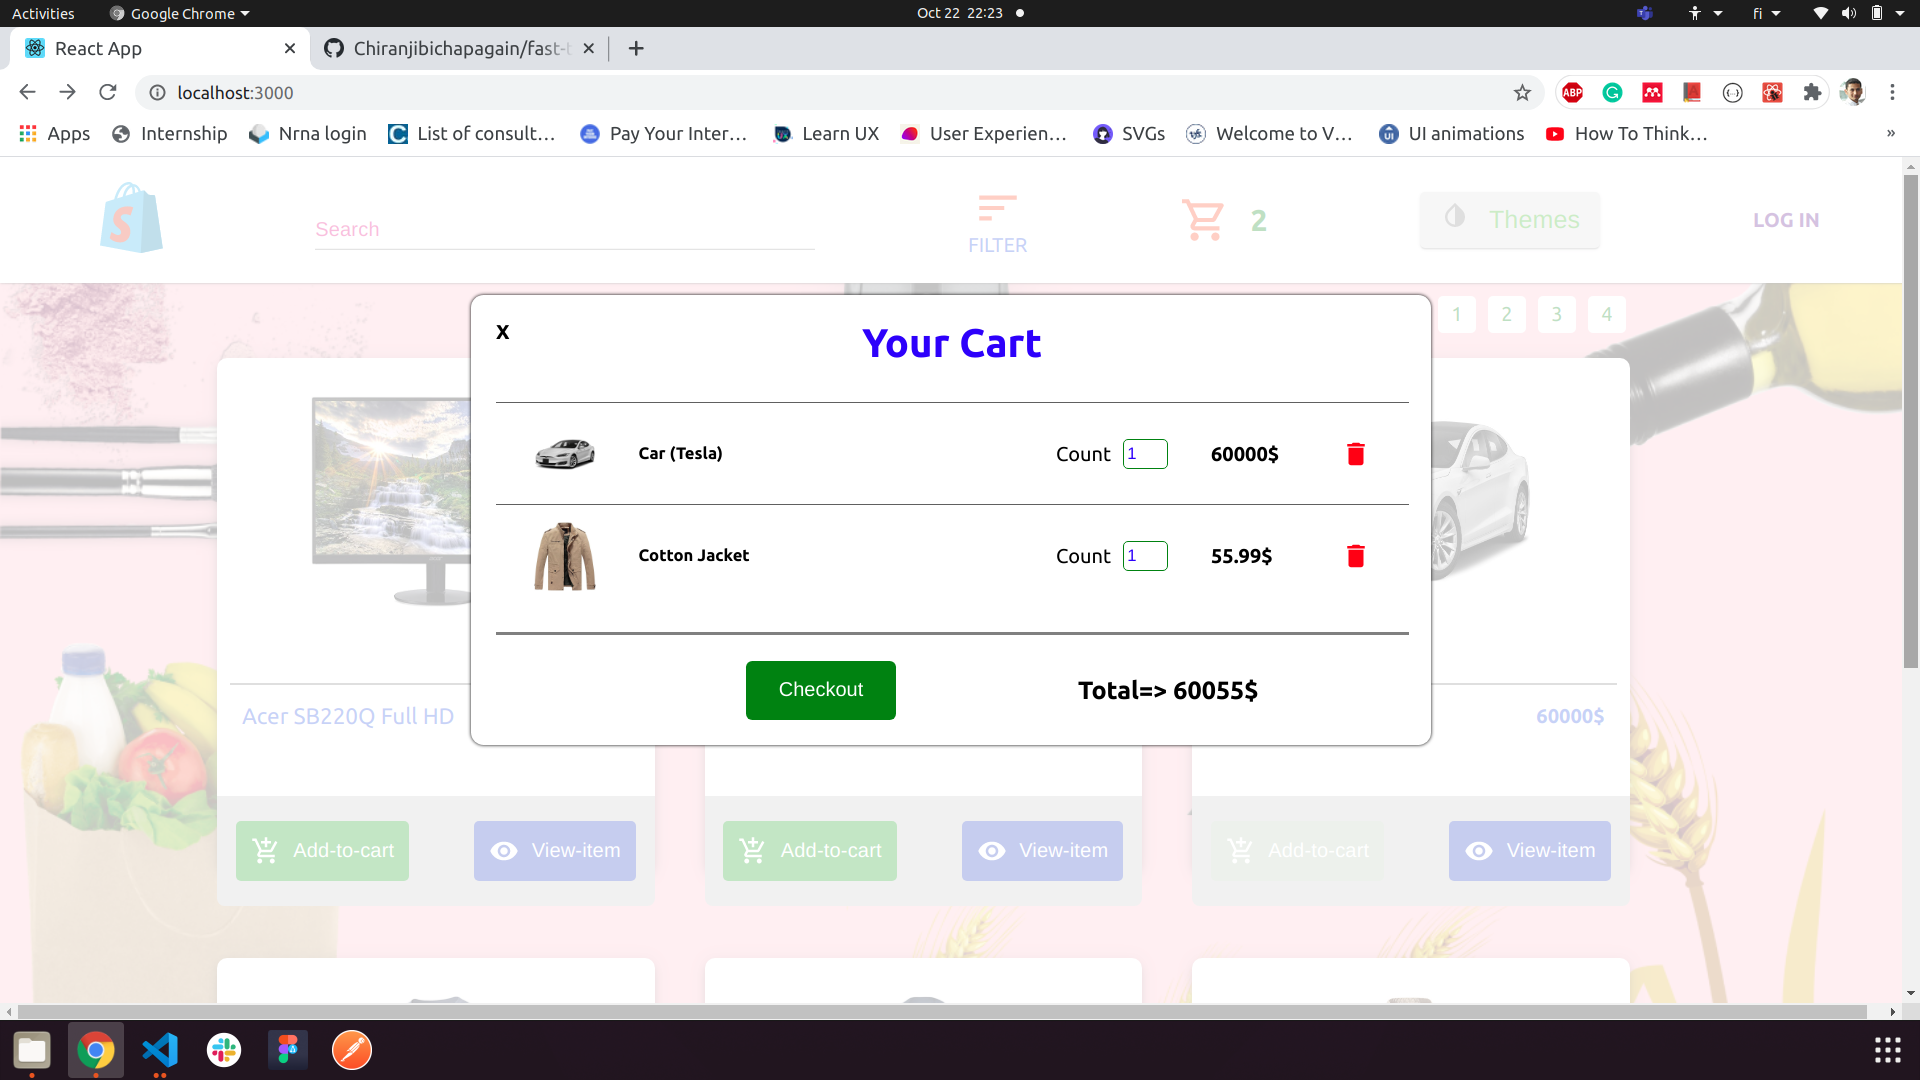 Activities Google Chrome Oct 22 22:23 fi
React App Chiranjibichapagain/fast-t
localhost:3000 ABP
Apps Internship Nrna login List of consult… Pay Your Inter… Learn UX User Experien… SVGs Welcome to V… UI animations How To Think… »
S Search FILTER 2 Themes LOG IN
1 2 3 4
X Your Cart
Car (Tesla) Count 1 60000$
Cotton Jacket Count 1 55.99$
Checkout Total=> 60055$
Acer SB220Q Full HD 60000$
Add-to-cart View-item Add-to-cart View-item Add-to-cart View-item